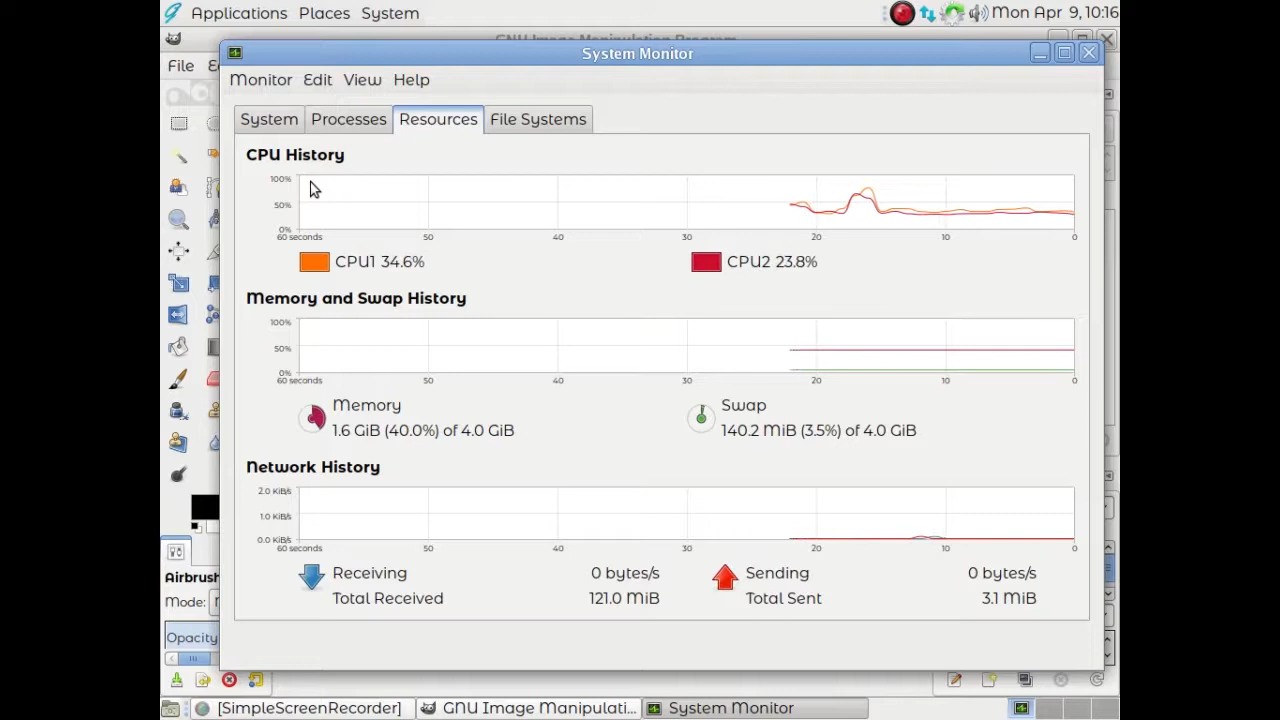 Applications Places System
Mon Apr 9, 10:16
GNU Image Manipulation Program
System Monitor
File
Monitor Edit View Help
System Processes Resources File Systems
CPU History
100%
50%
0%
60 seconds 50 40 30 20 10 0
CPU1 34.6% CPU2 23.8%
Memory and Swap History
100%
50%
0%
60 seconds 50 40 30 20 10 0
Memory Swap
1.6 GiB (40.0%) of 4.0 GiB 140.2 MiB (3.5%) of 4.0 GiB
Network History
2.0 KiB/s
1.0 KiB/s
0.0 KiB/s
60 seconds 50 40 30 20 10 0
Receiving 0 bytes/s Sending 0 bytes/s
Total Received 121.0 MiB Total Sent 3.1 MiB
Airbrus
Mode:
Opacity
[SimpleScreenRecorder] GNU Image Manipulati... System Monitor